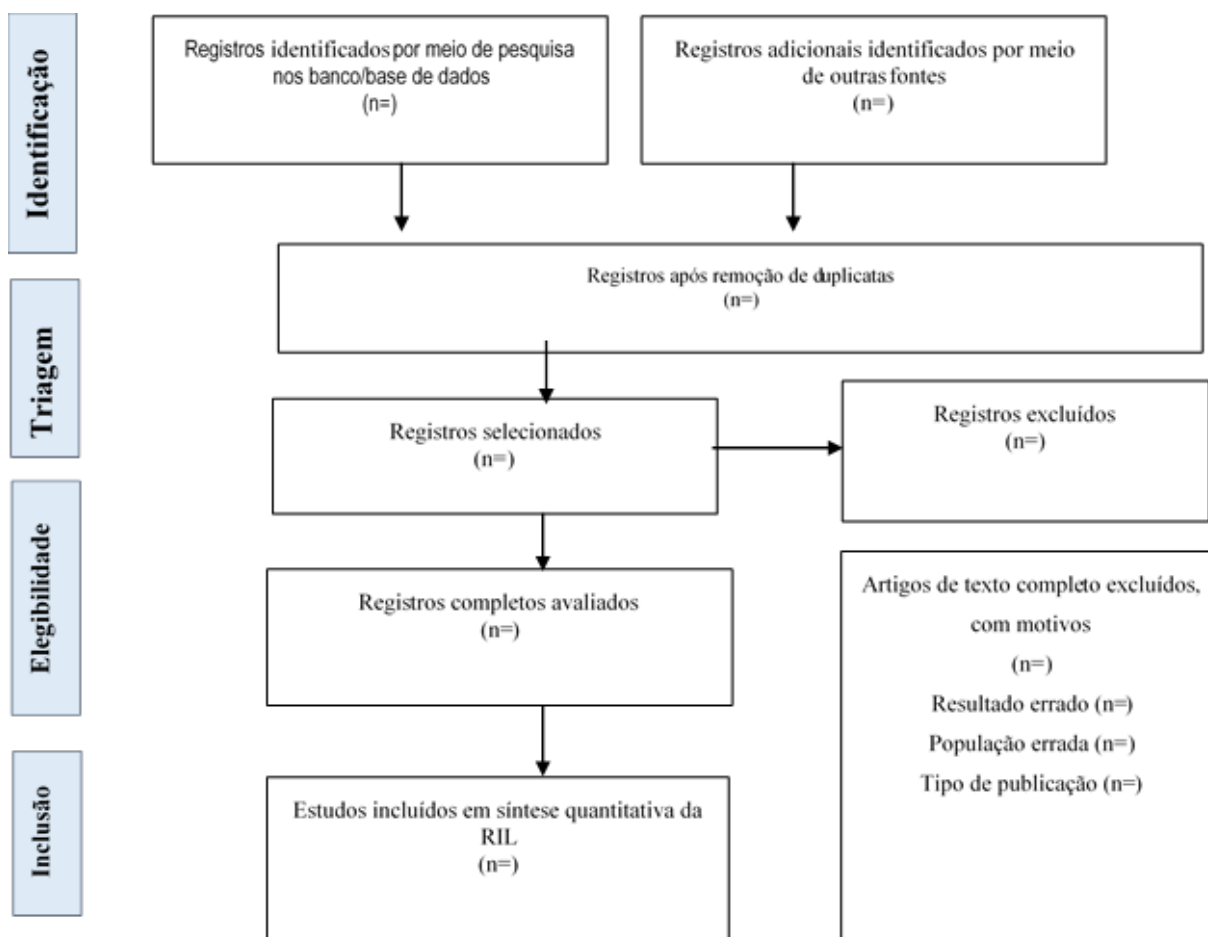 Identificação
Registros identificados por meio de pesquisa
nos banco/base de dados
(n=)
Registros adicionais identificados por meio
de outras fontes
(n=)
Triagem
Registros após remoção de duplicatas
(n=)
Registros selecionados
(n=)
Registros excluídos
(n=)
Elegibilidade
Registros completos avaliados
(n=)
Artigos de texto completo excluídos,
com motivos
(n=)
Resultado errado (n=)
População errada (n=)
Tipo de publicação (n=)
Inclusão
Estudos incluídos em síntese quantitativa da
RIL
(n=)